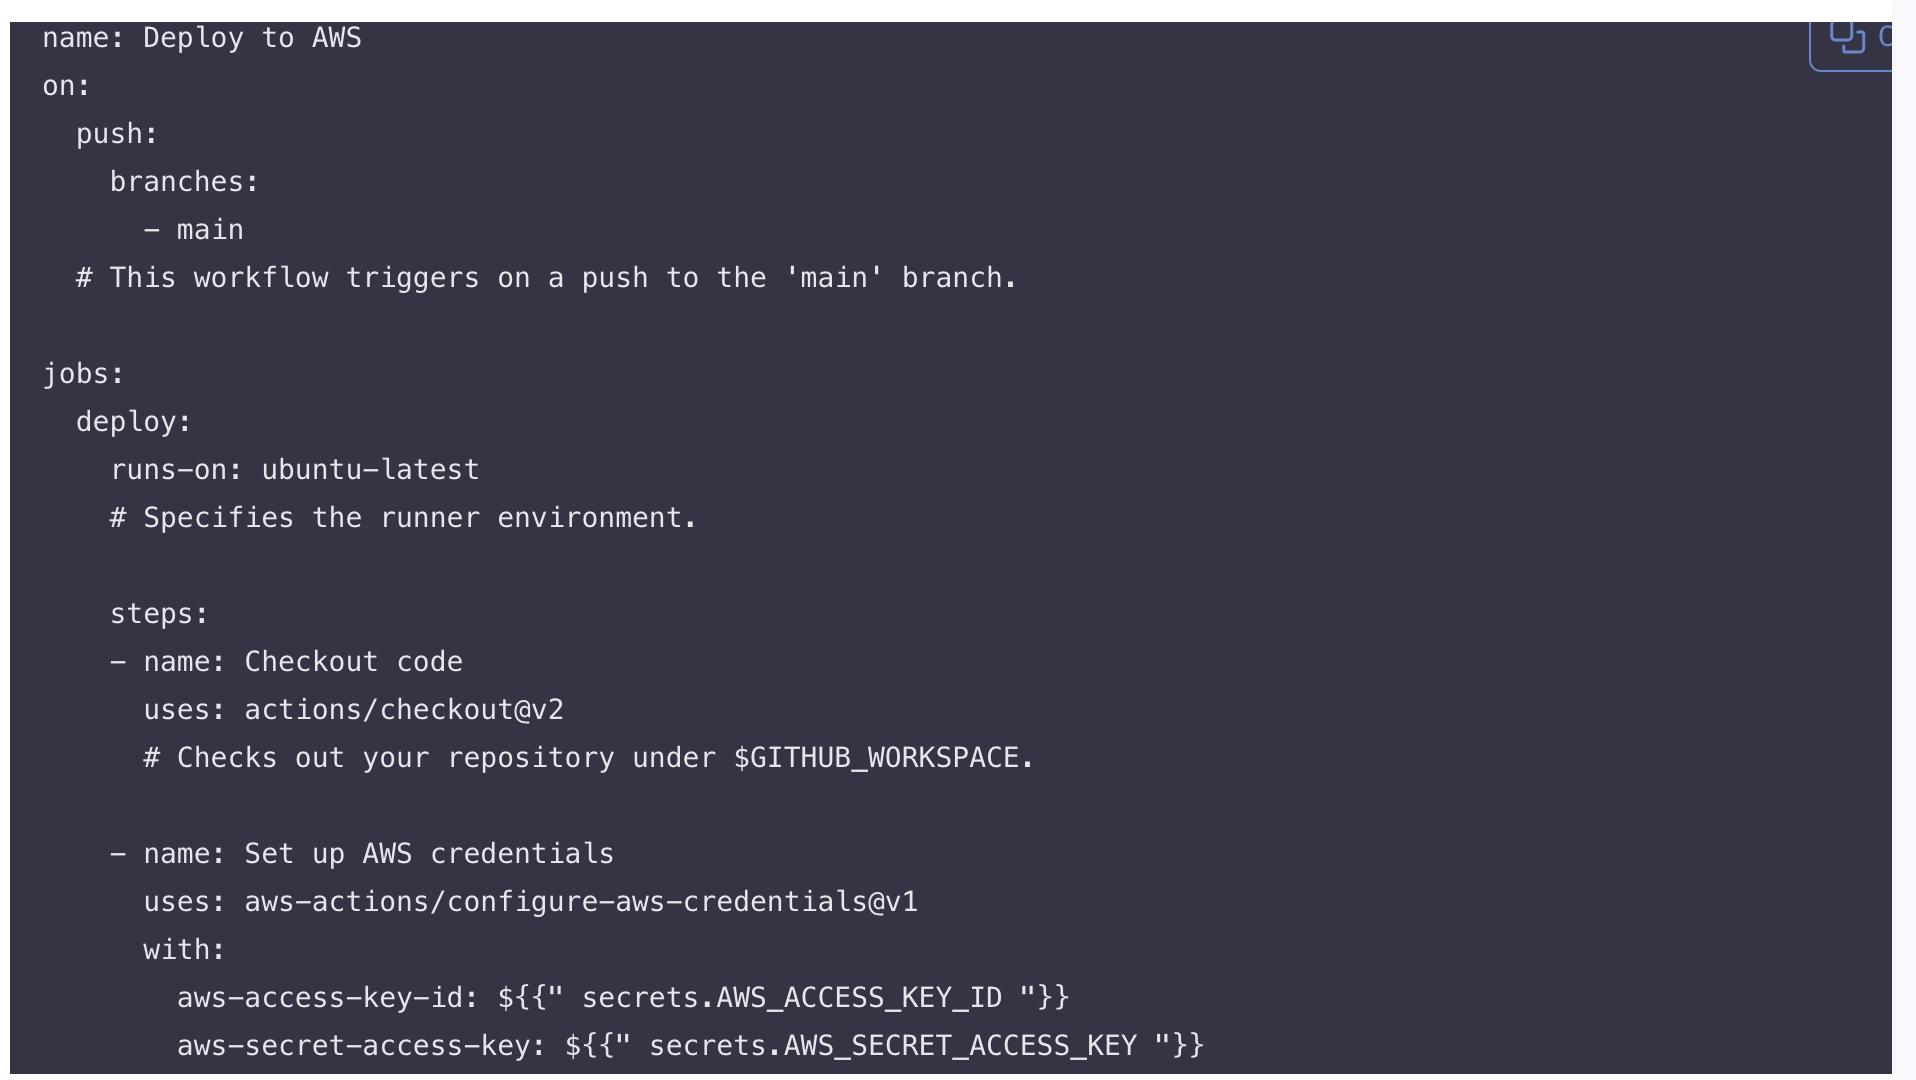 name: Deploy to AWS
on:
  push:
    branches:
      - main
  # This workflow triggers on a push to the 'main' branch.

jobs:
  deploy:
    runs-on: ubuntu-latest
    # Specifies the runner environment.

    steps:
    - name: Checkout code
      uses: actions/checkout@v2
      # Checks out your repository under $GITHUB_WORKSPACE.

    - name: Set up AWS credentials
      uses: aws-actions/configure-aws-credentials@v1
      with:
        aws-access-key-id: ${{" secrets.AWS_ACCESS_KEY_ID "}}
        aws-secret-access-key: ${{" secrets.AWS_SECRET_ACCESS_KEY "}}